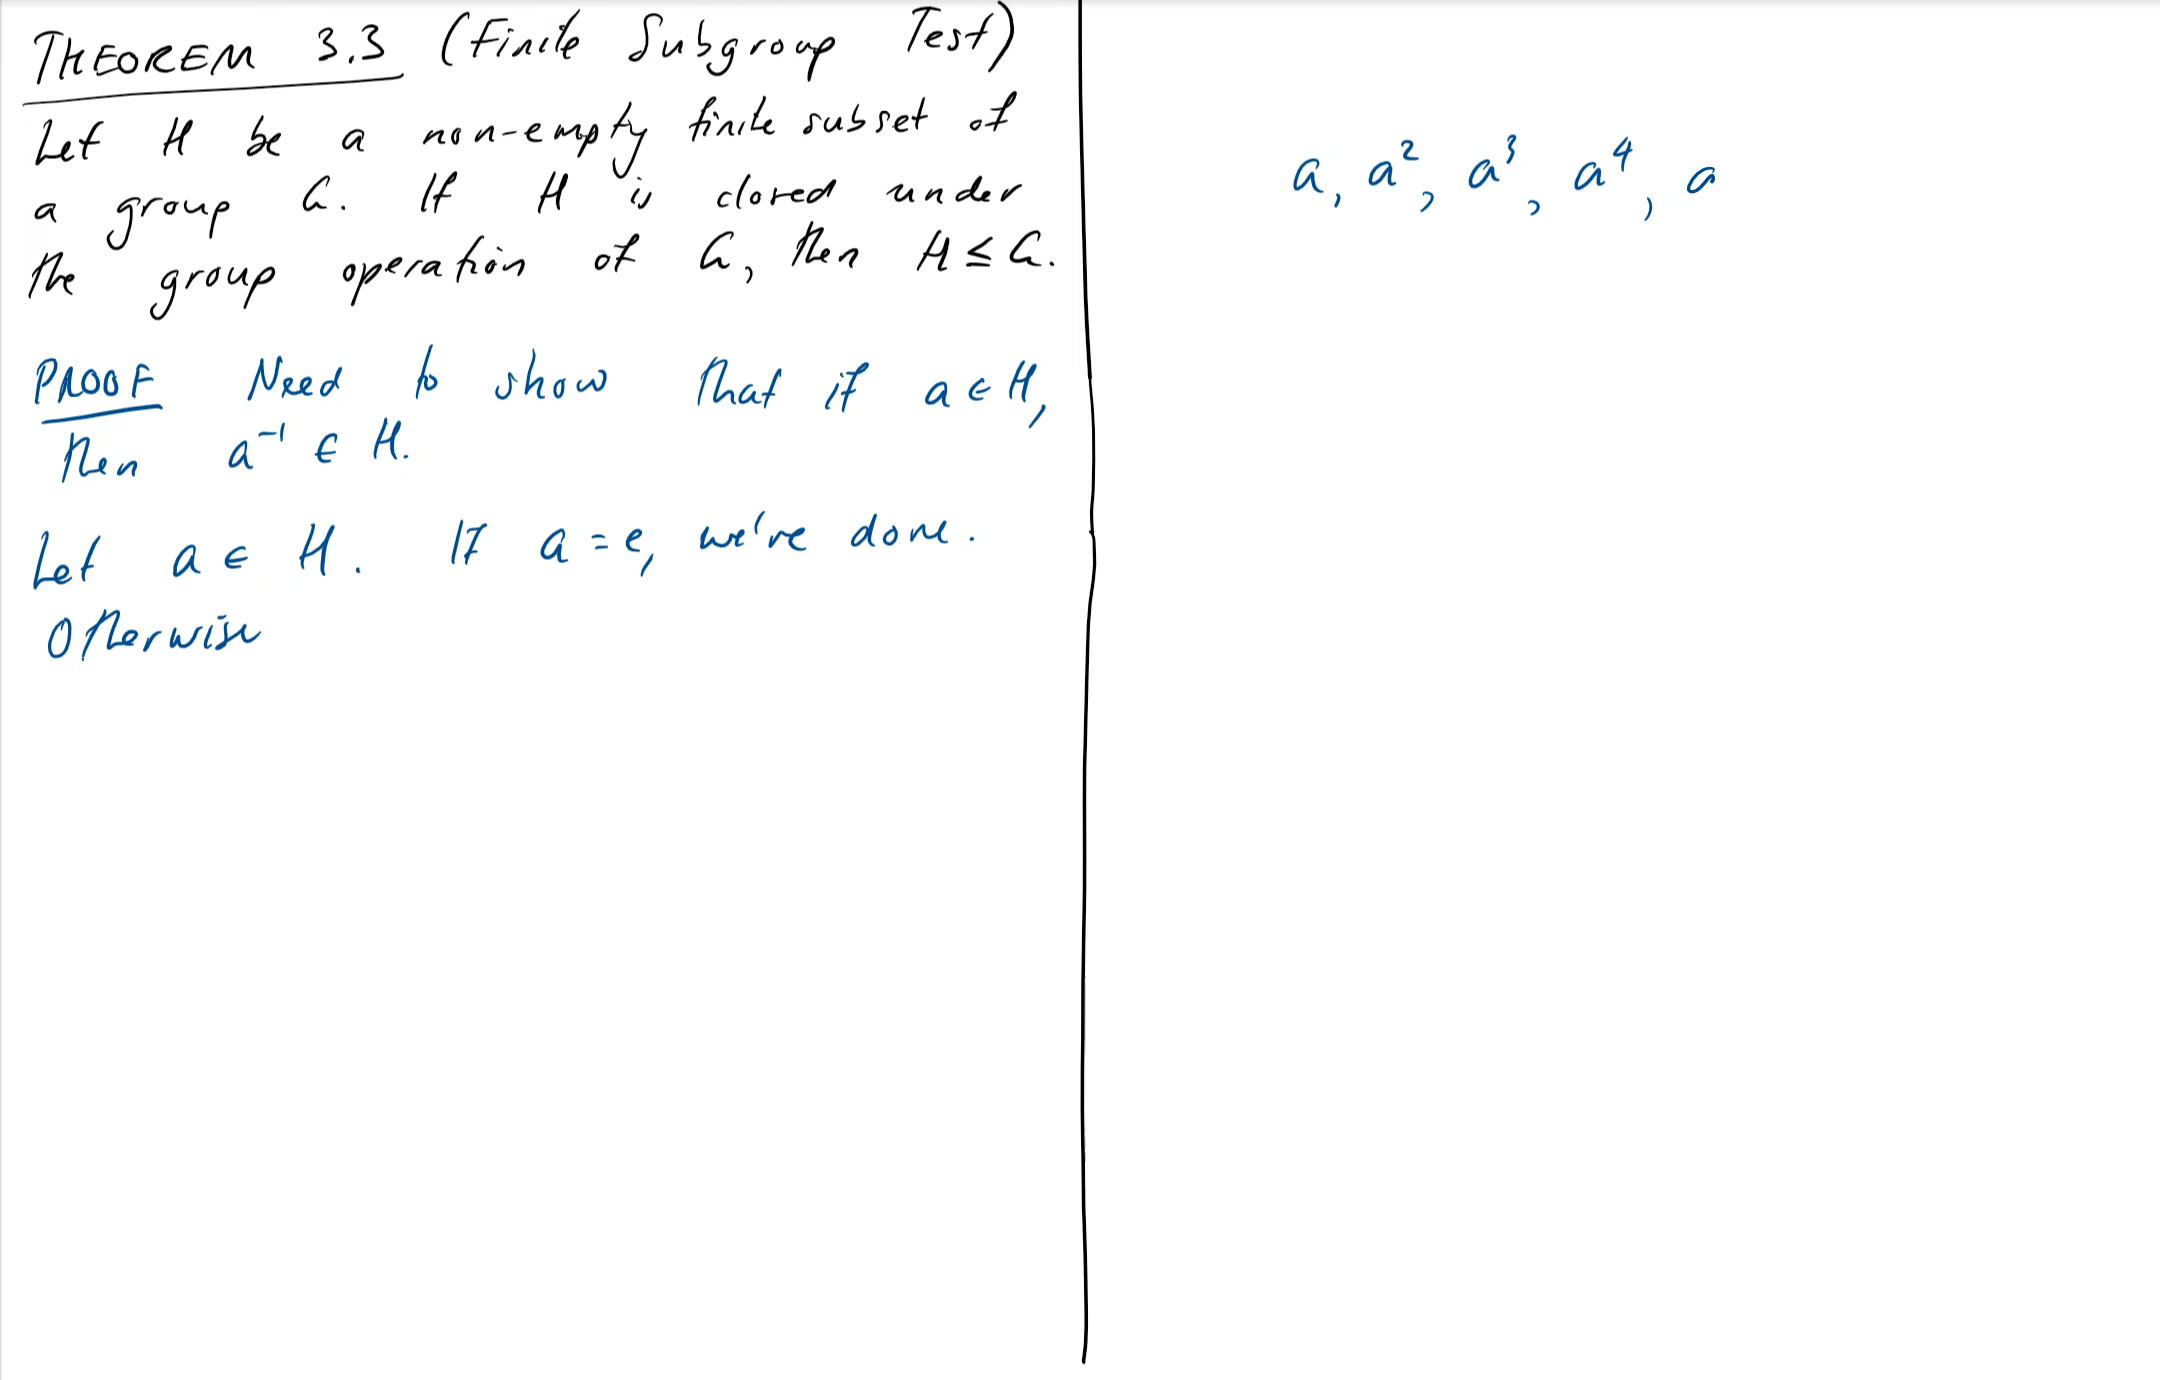 THEOREM 3.3 (Finite Subgroup Test)
Let H be a non-empty finite subset of
a group G. If H is closed under
the group operation of G, then H ≤ G.
PROOF Need to show that if a ∈ H,
then a⁻¹ ∈ H.
Let a ∈ H. If a = e, we're done.
Otherwise
a, a², a³, a⁴, a